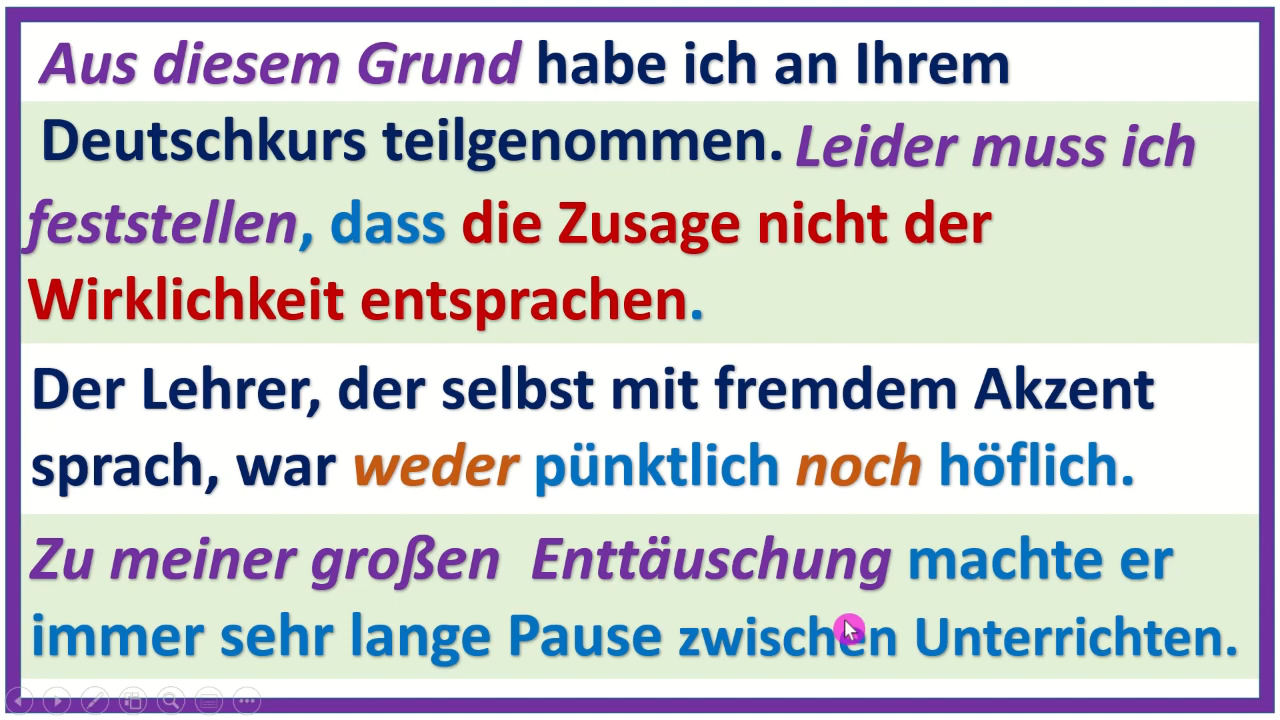 Aus diesem Grund habe ich an Ihrem
Deutschkurs teilgenommen. Leider muss ich
feststellen, dass die Zusage nicht der
Wirklichkeit entsprachen.
Der Lehrer, der selbst mit fremdem Akzent
sprach, war weder pünktlich noch höflich.
Zu meiner großen Enttäuschung machte er
immer sehr lange Pause zwischen Unterrichten.